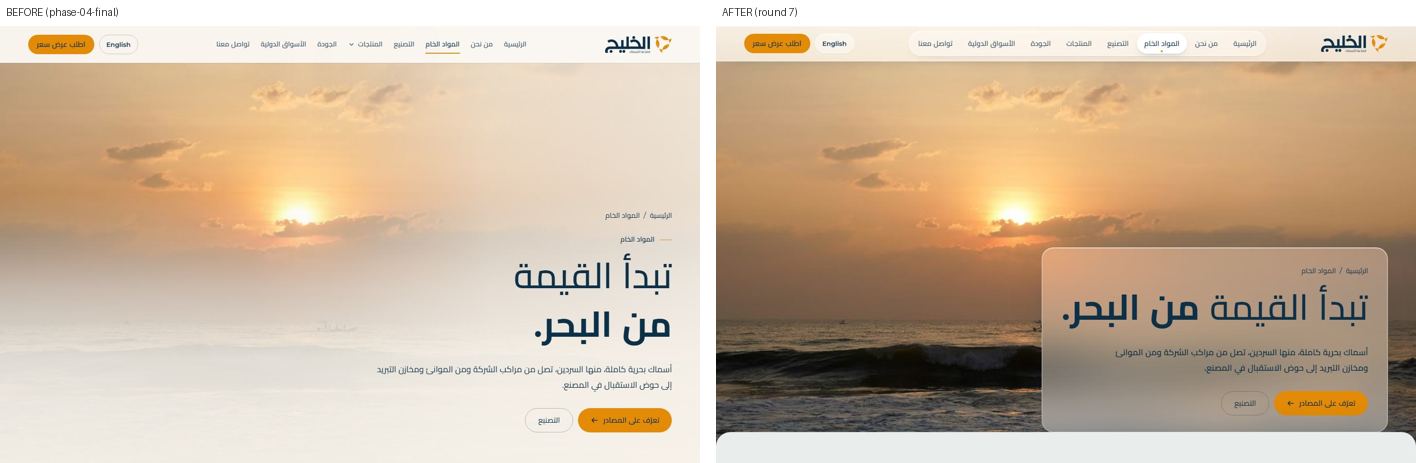 BEFORE (phase-04-final)
الخليج
الرئيسية
من نحن
المواد الخام
التصنيع
المنتجات
الجودة
الأسواق الدولية
تواصل معنا
English
اطلب عرض سعر
الرئيسية / المواد الخام
المواد الخام
تبدأ القيمة
من البحر.
أسماك بحرية كاملة، منها السردين، تصل من مراكب الشركة ومن الموانئ ومخازن التبريد
إلى حوض الاستقبال في المصنع.
تعرّف على المصادر ←
التصنيع
AFTER (round 7)
الخليج
الرئيسية
من نحن
المواد الخام
التصنيع
المنتجات
الجودة
الأسواق الدولية
تواصل معنا
English
اطلب عرض سعر
الرئيسية / المواد الخام
تبدأ القيمة من البحر.
أسماك بحرية كاملة، منها السردين، تصل من مراكب الشركة ومن الموانئ
ومخازن التبريد إلى حوض الاستقبال في المصنع.
تعرّف على المصادر ←
التصنيع